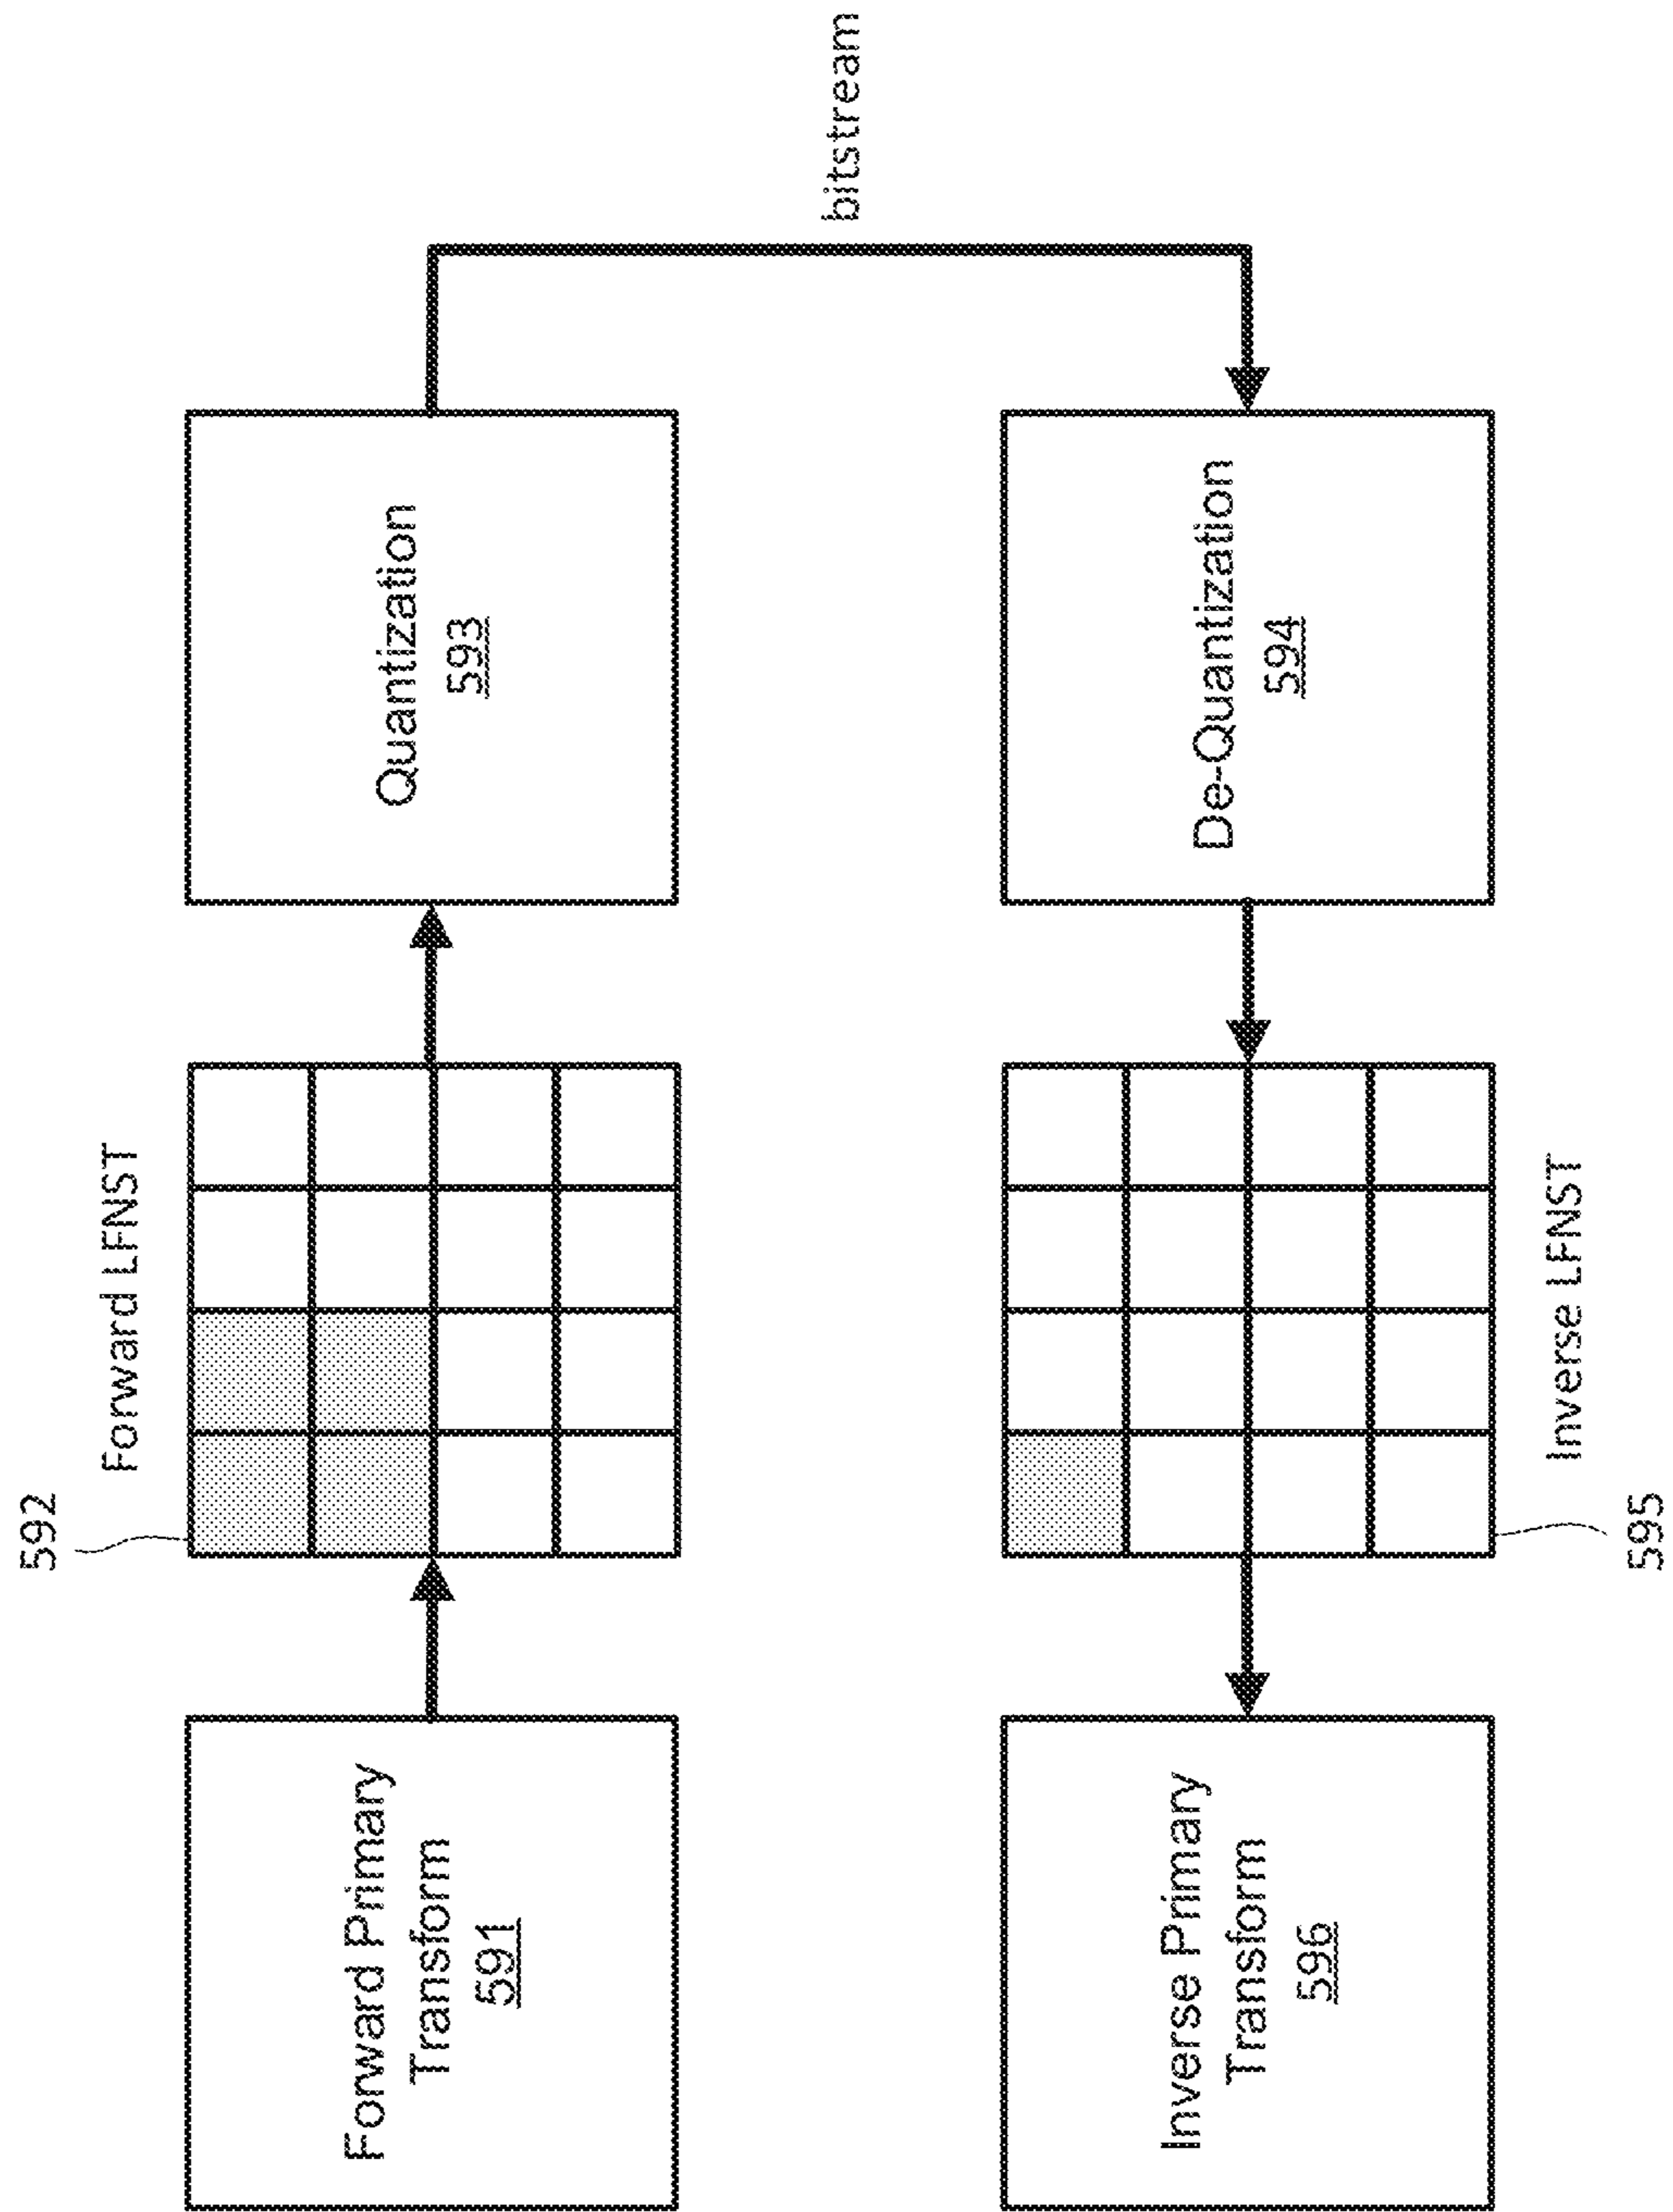 592
Forward LFNST
Forward Primary
Transform
591
Quantization
593
bitstream
Inverse Primary
Transform
596
De-Quantization
594
Inverse LFNST
595